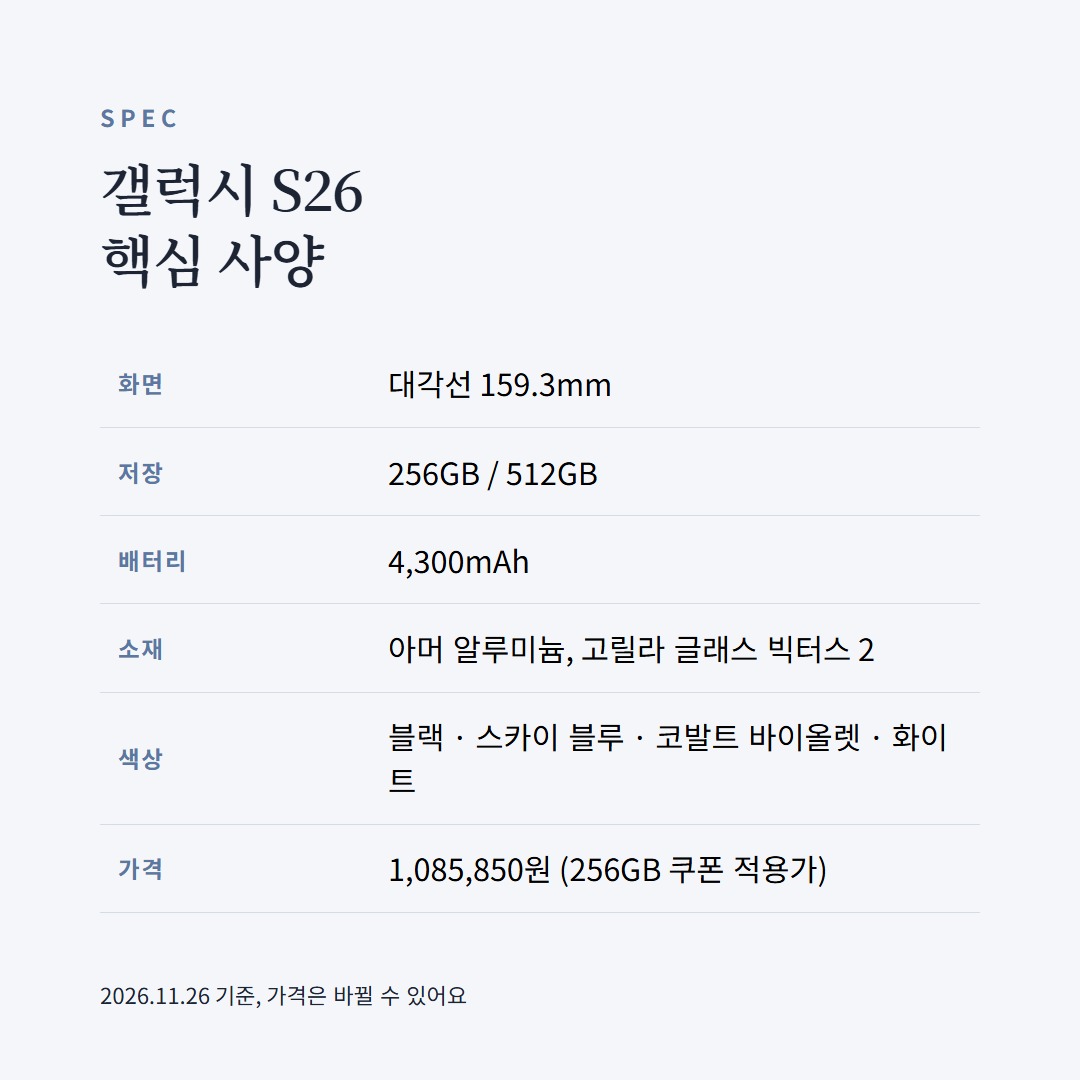 SPEC
갤럭시 S26
핵심 사양
화면 대각선 159.3mm
저장 256GB / 512GB
배터리 4,300mAh
소재 아머 알루미늄, 고릴라 글래스 빅터스 2
색상 블랙 · 스카이 블루 · 코발트 바이올렛 · 화이
트
가격 1,085,850원 (256GB 쿠폰 적용가)
2026.11.26 기준, 가격은 바뀔 수 있어요